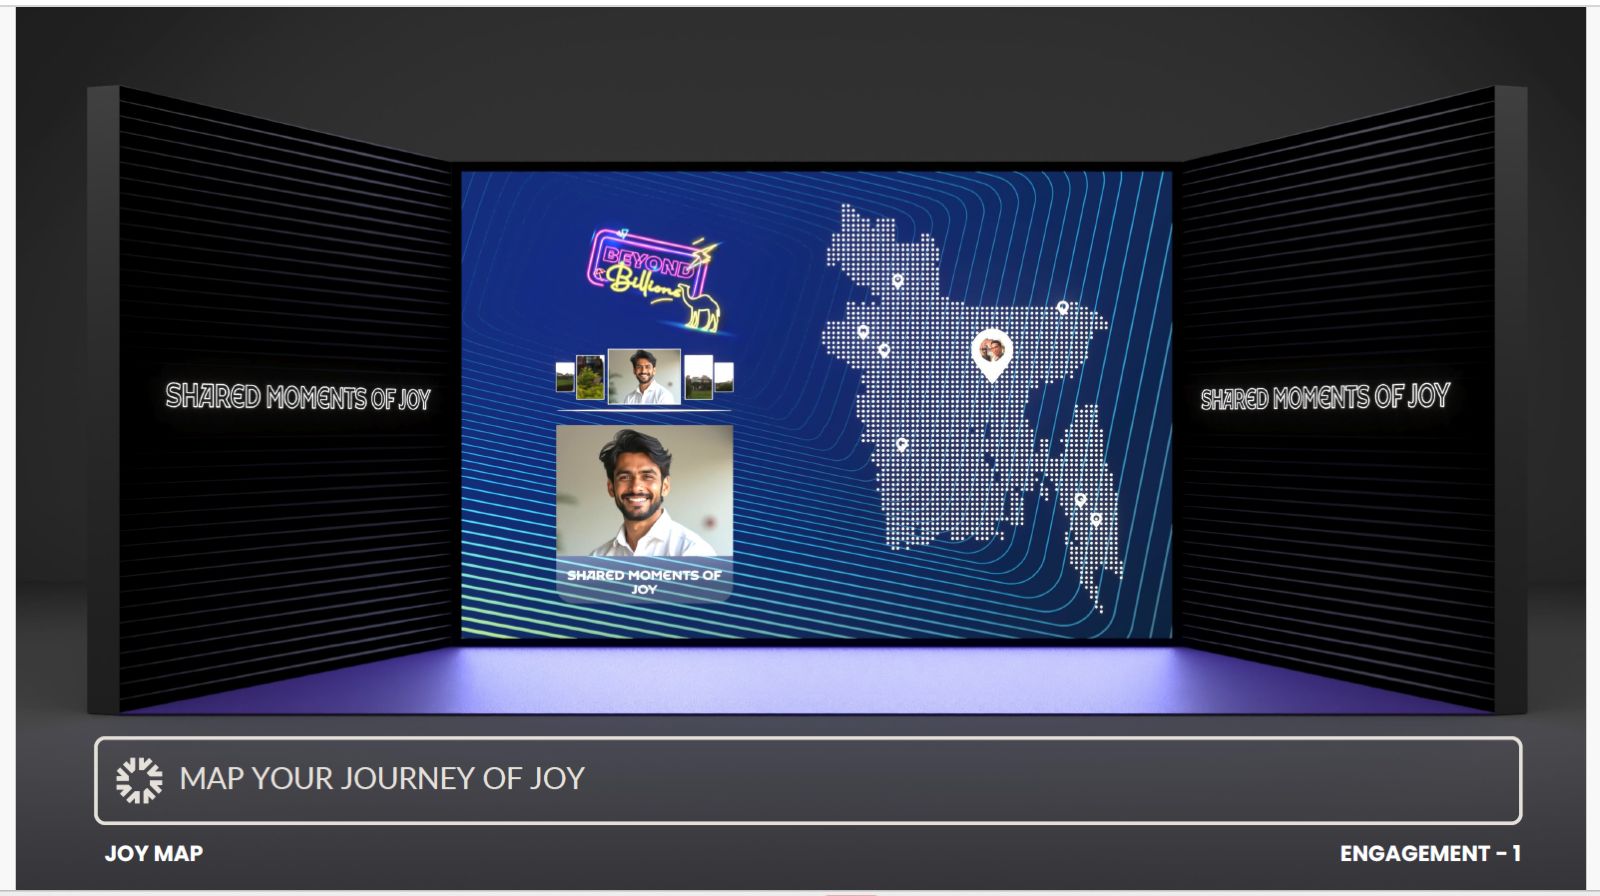 BEYOND
Billions
SHARED MOMENTS OF JOY
SHARED MOMENTS OF JOY
SHARED MOMENTS OF
JOY
MAP YOUR JOURNEY OF JOY
JOY MAP
ENGAGEMENT - 1